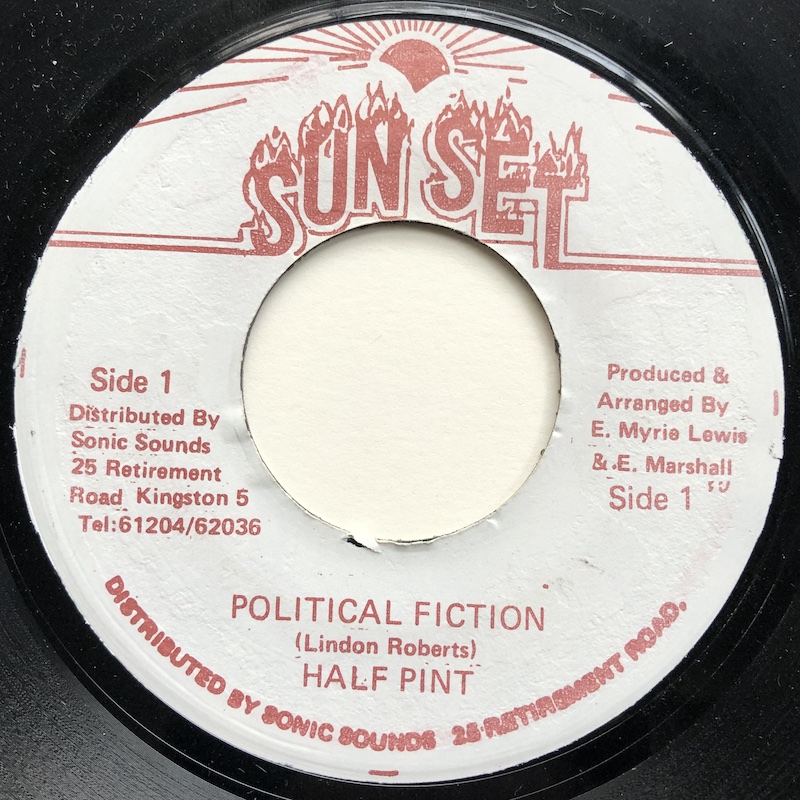 SUN SET
Side 1
Distributed By
Sonic Sounds
25 Retirement
Road Kingston 5
Tel:61204/62036
Produced &
Arranged By
E. Myrie Lewis
& E. Marshall
Side 1
POLITICAL FICTION
(Lindon Roberts)
HALF PINT
DISTRIBUTED BY SONIC SOUNDS 25 RETIREMENT ROAD.